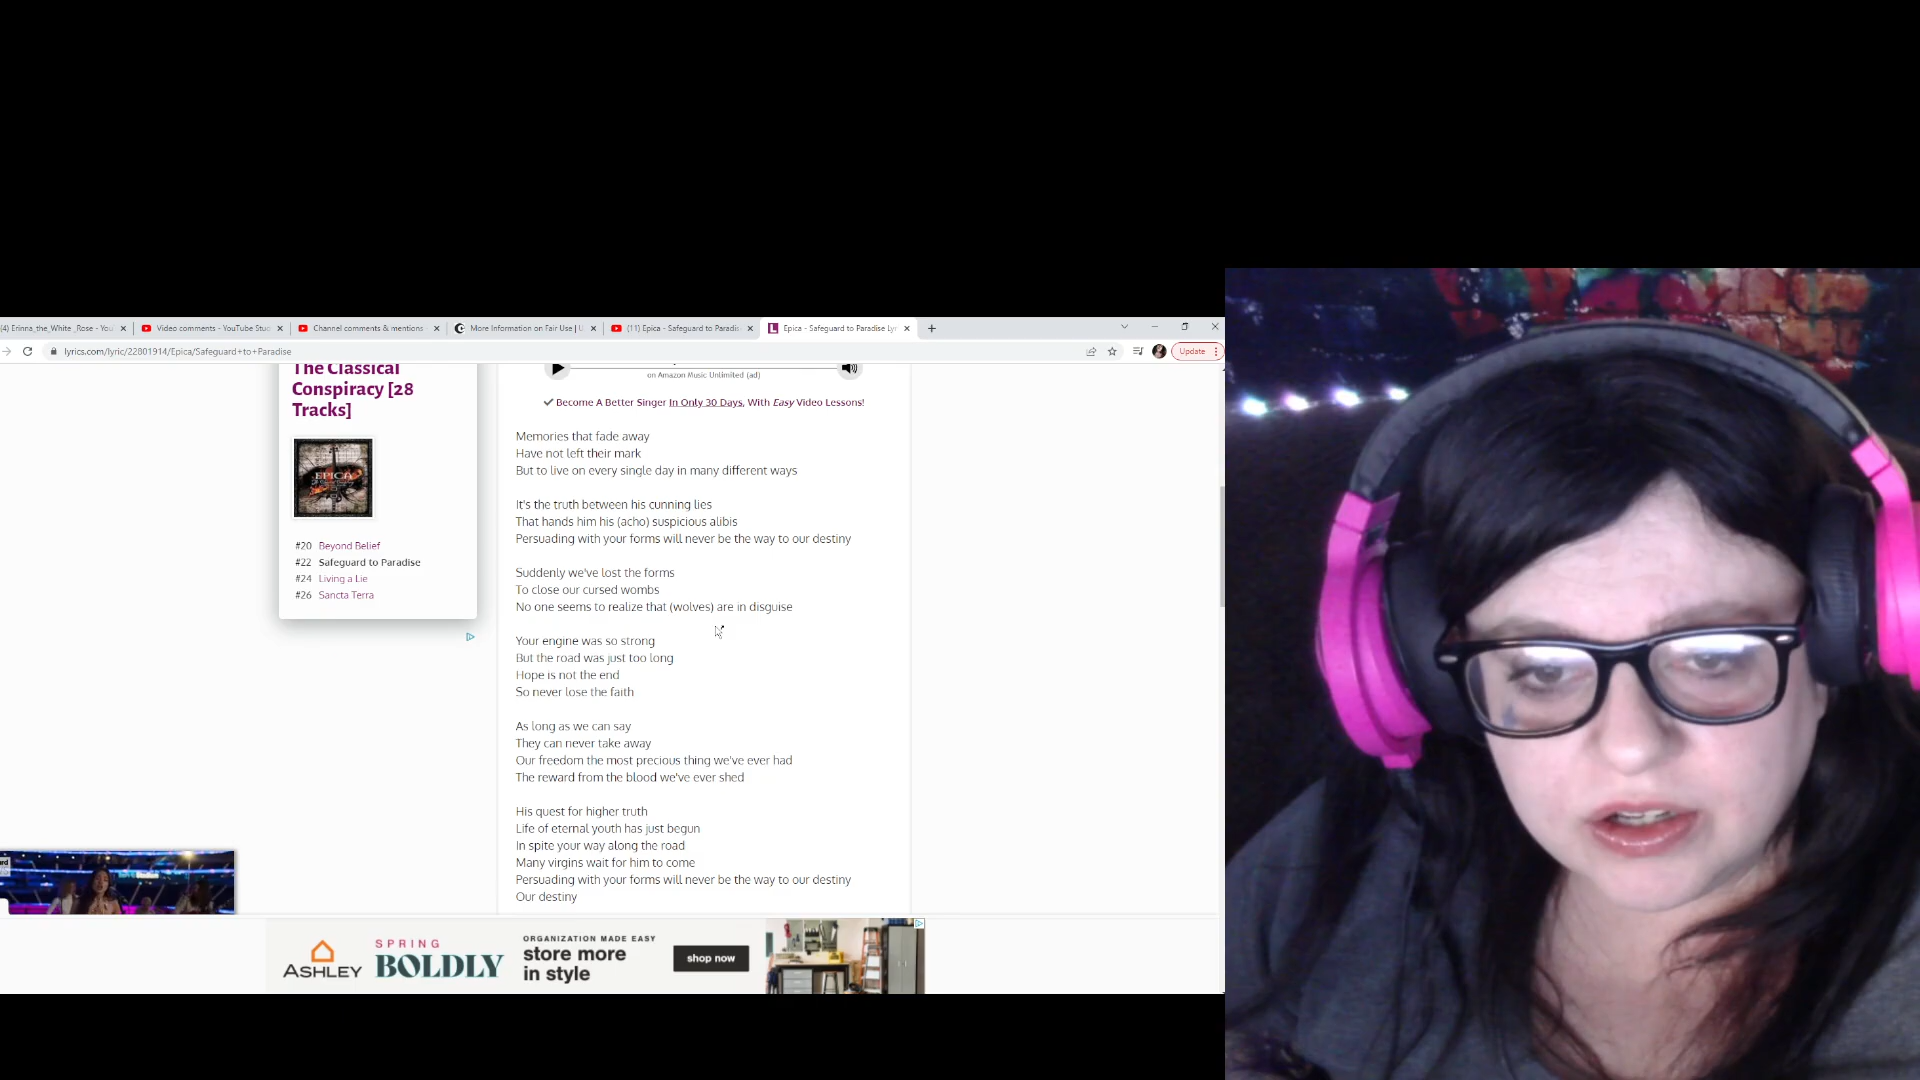 (4) Erinna_the_White _Rose - You
Video comments - YouTube Stud
Channel comments & mentions -
More Information on Fair Use | U
(11) Epica - Safeguard to Paradis
Epica - Safeguard to Paradise Lyr
lyrics.com/lyric/22801914/Epica/Safeguard+to+Paradise
Update
The Classical
Conspiracy [28
Tracks]
EPICA
#20 Beyond Belief
#22 Safeguard to Paradise
#24 Living a Lie
#26 Sancta Terra
on Amazon Music Unlimited (ad)
Become A Better Singer In Only 30 Days, With Easy Video Lessons!
Memories that fade away
Have not left their mark
But to live on every single day in many different ways
It's the truth between his cunning lies
That hands him his (acho) suspicious alibis
Persuading with your forms will never be the way to our destiny
Suddenly we've lost the forms
To close our cursed wombs
No one seems to realize that (wolves) are in disguise
Your engine was so strong
But the road was just too long
Hope is not the end
So never lose the faith
As long as we can say
They can never take away
Our freedom the most precious thing we've ever had
The reward from the blood we've ever shed
His quest for higher truth
Life of eternal youth has just begun
In spite your way along the road
Many virgins wait for him to come
Persuading with your forms will never be the way to our destiny
Our destiny
ASHLEY
SPRING
BOLDLY
ORGANIZATION MADE EASY
store more
in style
shop now